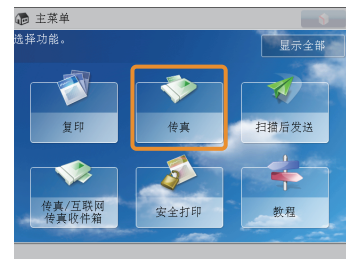 主菜单
选择功能。
显示全部
复印
传真
扫描后发送
传真/互联网
传真收件箱
安全打印
教程